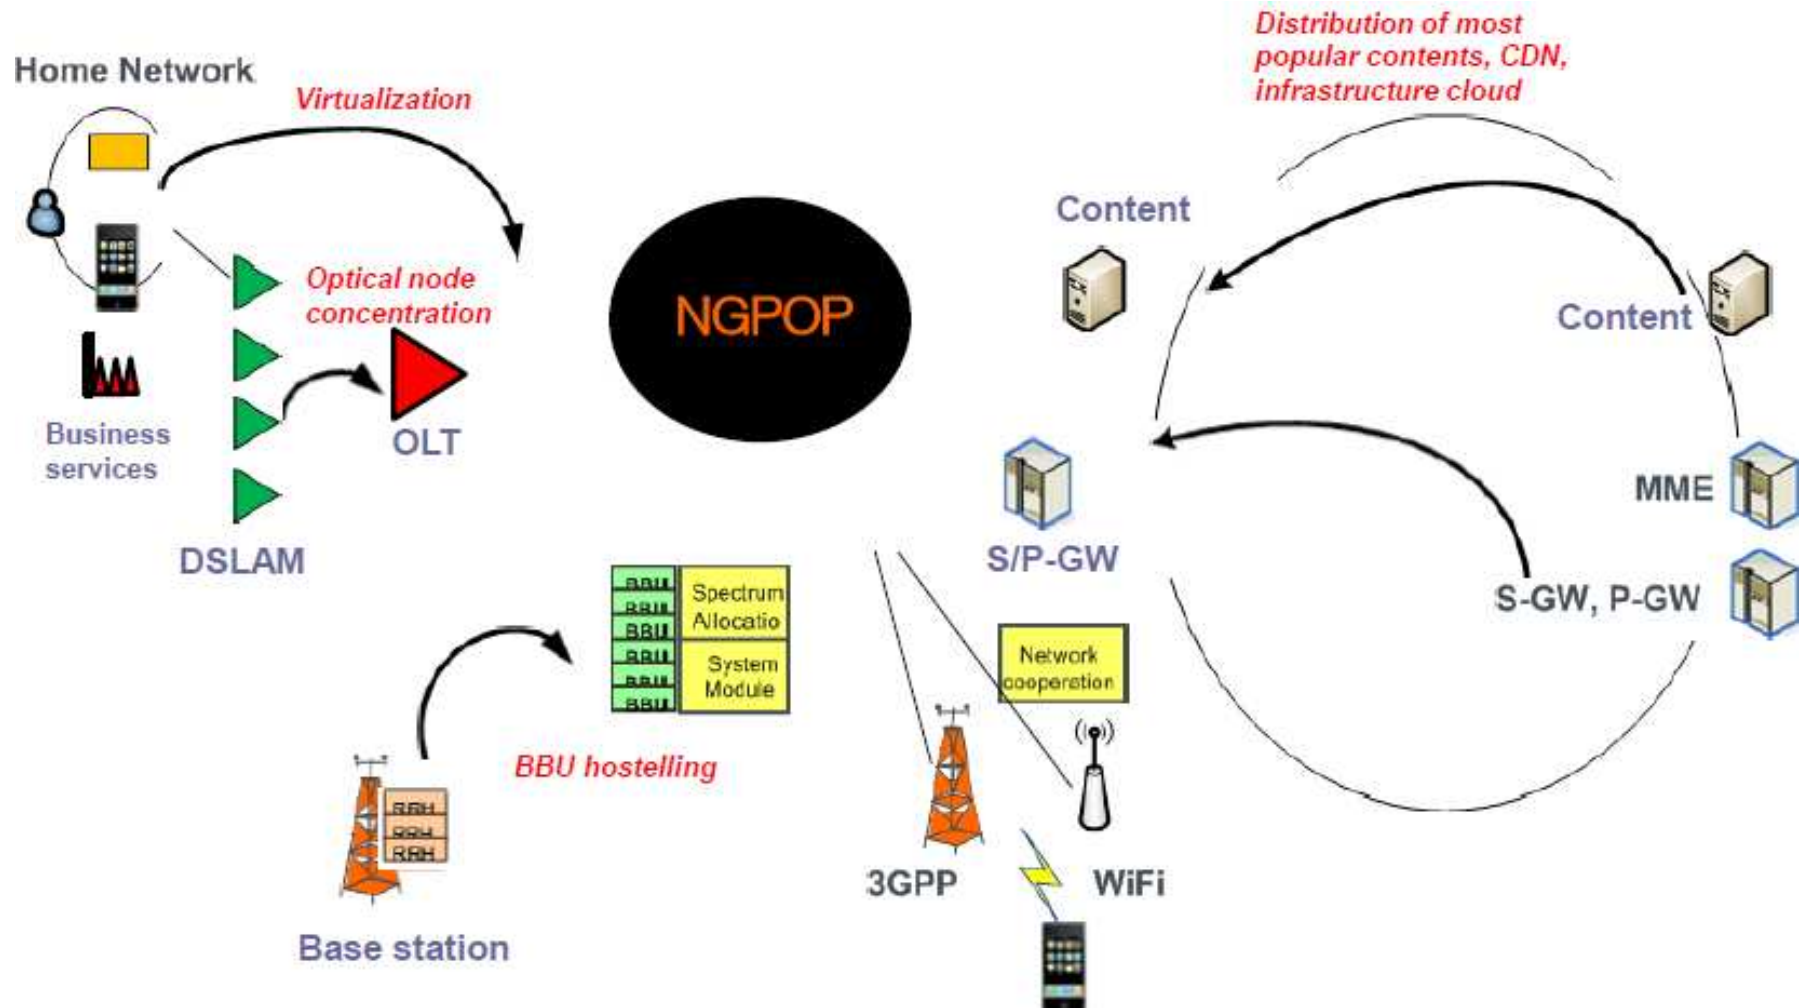 Distribution of most
popular contents, CDN,
infrastructure cloud
Home Network
Virtualization
Content
Content
Optical node
concentration
NGPOP
Business
services
OLT
DSLAM
MME
S/P-GW
S-GW, P-GW
BBU
BBU
BBU
BBU
BBU
BBU
Spectrum
Allocatio
System
Module
Network
cooperation
BBU hostelling
RRH
RRH
RRH
3GPP
WiFi
Base station